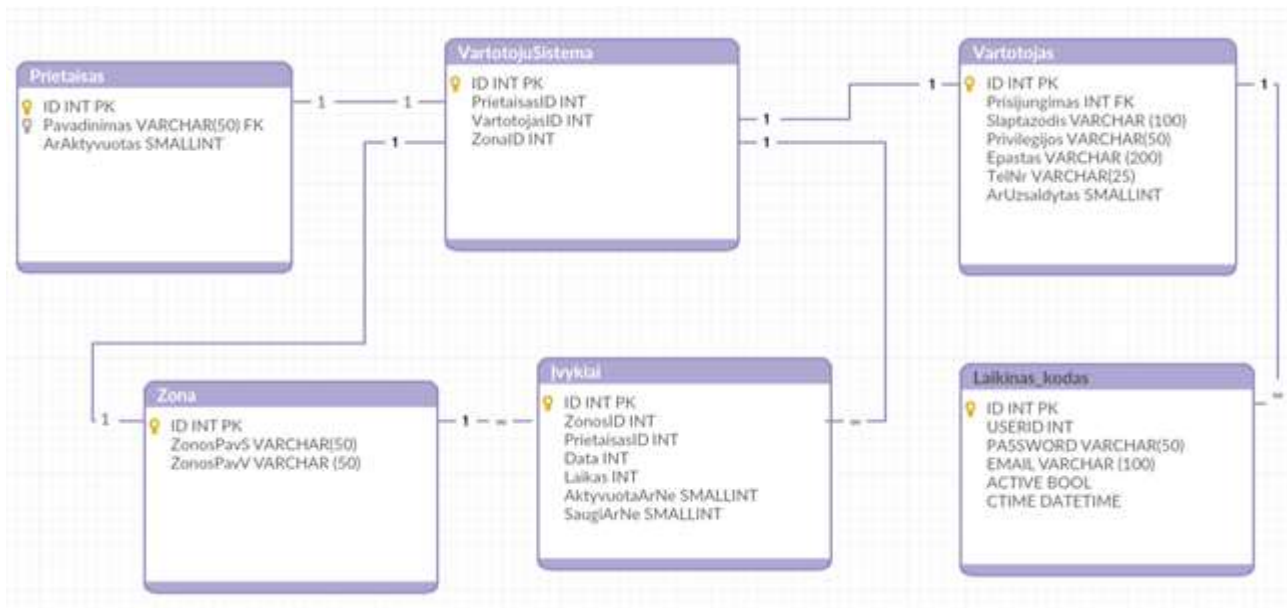 Prietaisas
ID INT PK
Pavadinimas VARCHAR(50) FK
ArAktyvuotas SMALLINT
1
1
VartotojuSistema
ID INT PK
PrietaisasID INT
VartotojasID INT
ZonaID INT
1
1
1
1
Vartotojas
ID INT PK
Prisijungimas INT FK
Slaptazodis VARCHAR (100)
Privilegijos VARCHAR(50)
Epastas VARCHAR (200)
TelNr VARCHAR(25)
ArUzsaldytas SMALLINT
1
1
Zona
ID INT PK
ZonosPavS VARCHAR(50)
ZonosPavV VARCHAR (50)
1
∞
Įvykiai
ID INT PK
ZonosID INT
PrietaisasID INT
Data INT
Laikas INT
AktyvuotaArNe SMALLINT
SaugiArNe SMALLINT
∞
Laikinas_kodas
ID INT PK
USERID INT
PASSWORD VARCHAR(50)
EMAIL VARCHAR (100)
ACTIVE BOOL
CTIME DATETIME
∞